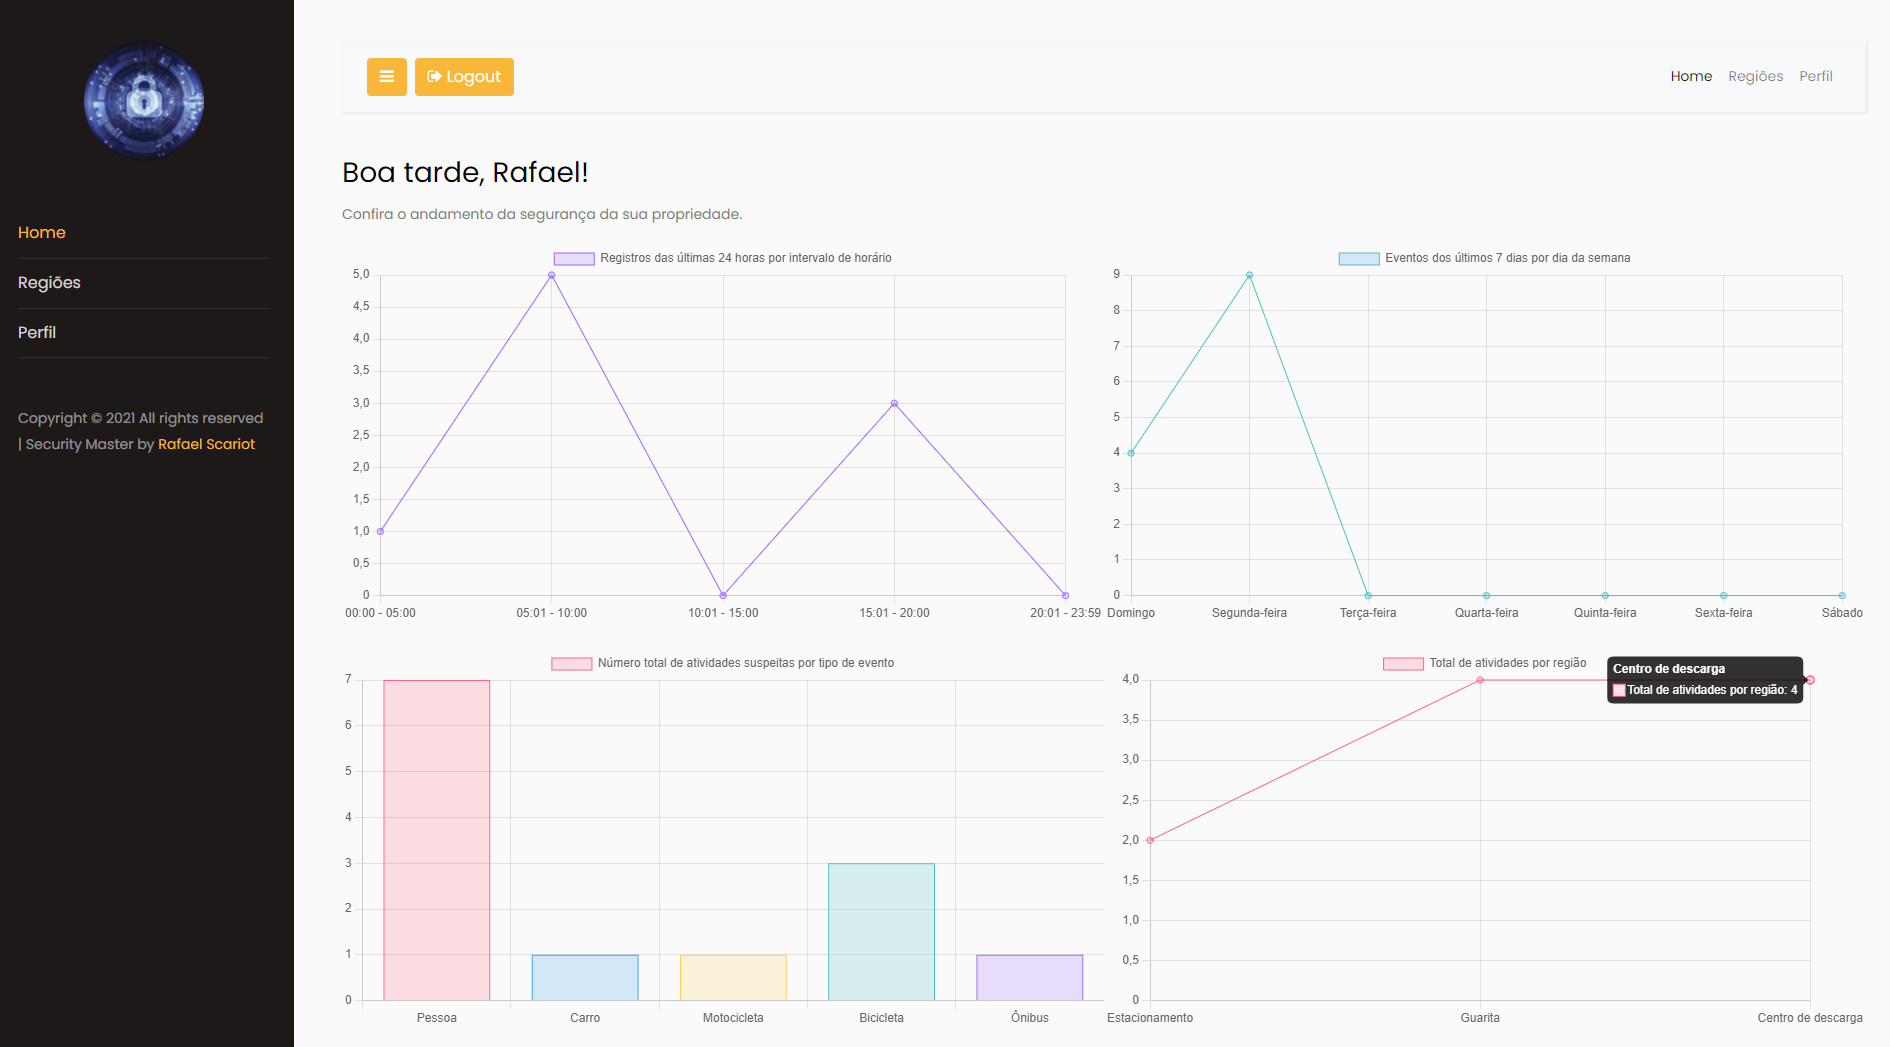 Home
Regiões
Perfil
Copyright © 2021 All rights reserved
| Security Master by Rafael Scariot
Logout
Home Regiões Perfil
Boa tarde, Rafael!
Confira o andamento da segurança da sua propriedade.
Registros das últimas 24 horas por intervalo de horário
5,0
4,5
4,0
3,5
3,0
2,5
2,0
1,5
1,0
0,5
0
00:00 - 05:00 05:01 - 10:00 10:01 - 15:00 15:01 - 20:00 20:01 - 23:59
Eventos dos últimos 7 dias por dia da semana
9
8
7
6
5
4
3
2
1
0
Domingo Segunda-feira Terça-feira Quarta-feira Quinta-feira Sexta-feira Sábado
Número total de atividades suspeitas por tipo de evento
7
6
5
4
3
2
1
0
Pessoa Carro Motocicleta Bicicleta Ônibus
Total de atividades por região
Centro de descarga
Total de atividades por região: 4
4,0
3,5
3,0
2,5
2,0
1,5
1,0
0,5
0
Estacionamento Guarita Centro de descarga